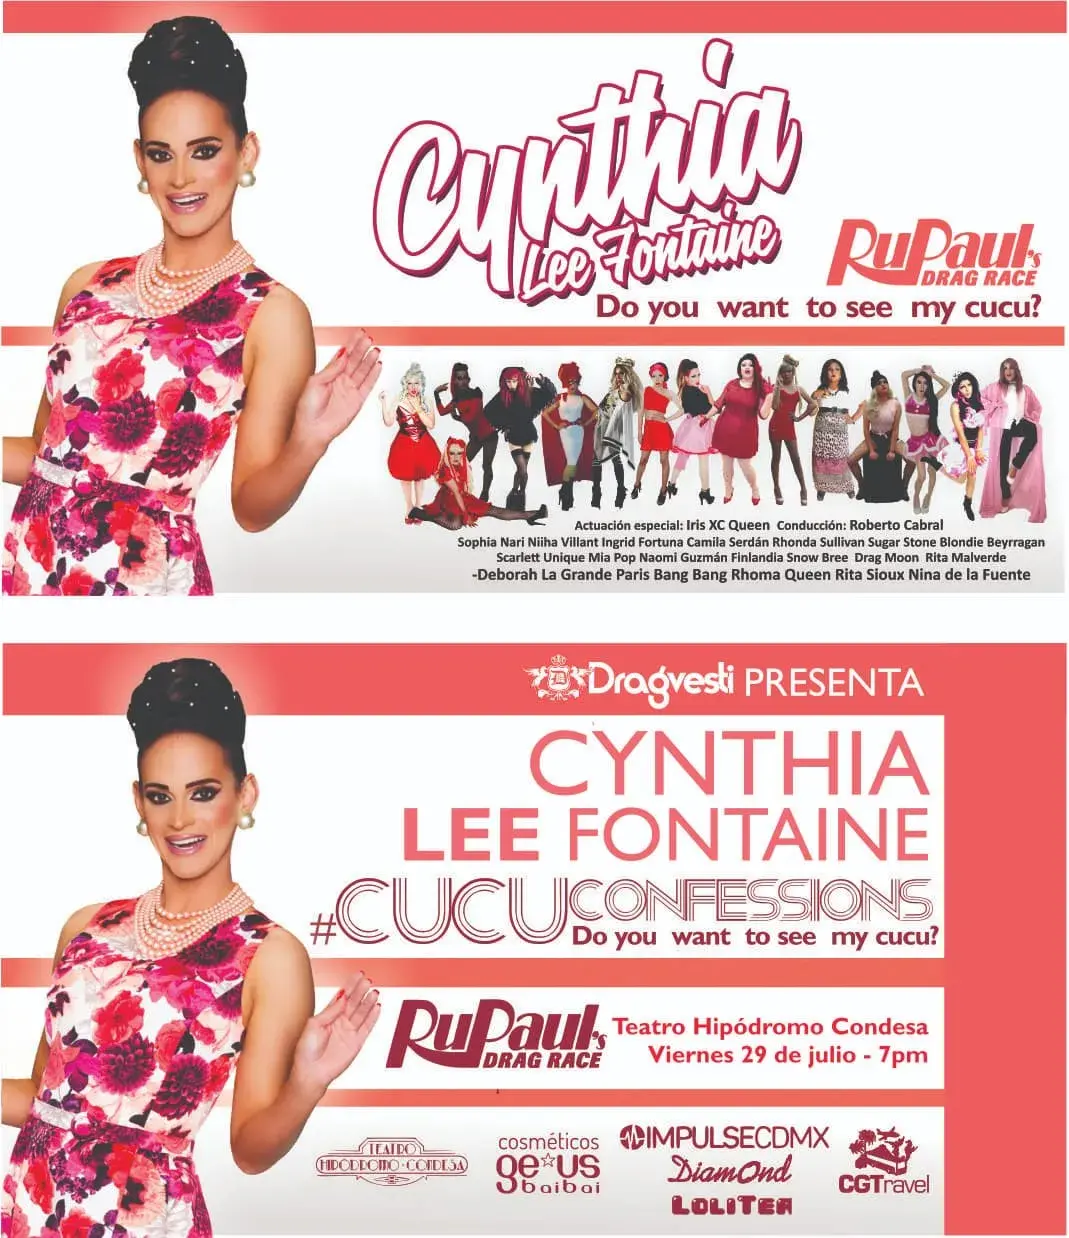 Cynthia
Lee Fontaine
RuPaul's
DRAG RACE
Do you want to see my cucu?
Actuación especial: Iris XC Queen Conducción: Roberto Cabral
Sophia Nari Niiha Villant Ingrid Fortuna Camila Serdán Rhonda Sullivan Sugar Stone Blondie Beyrragan
Scarlett Unique Mia Pop Naomi Guzmán Finlandia Snow Bree Drag Moon Rita Malverde
-Deborah La Grande Paris Bang Bang Rhoma Queen Rita Sioux Nina de la Fuente
Dragvesti PRESENTA
CYNTHIA
LEE FONTAINE
#CUCUCONFESSIONS
Do you want to see my cucu?
RuPaul's
DRAG RACE
Teatro Hipódromo Condesa
Viernes 29 de julio - 7pm
TEATRO
HIPÓDROMO·CONDESA
cosméticos
ge★us
baibai
IMPULSECDMX
DIAMOND
LOLITER
CGTravel